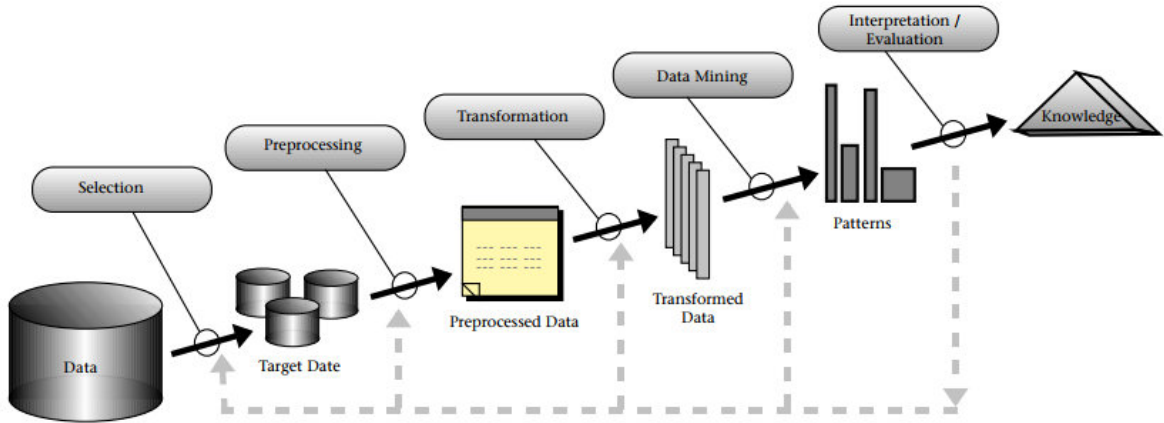 Interpretation /
Evaluation
Data Mining
Transformation
Preprocessing
Selection
Knowledge
Patterns
Transformed
Data
Preprocessed Data
Target Date
Data